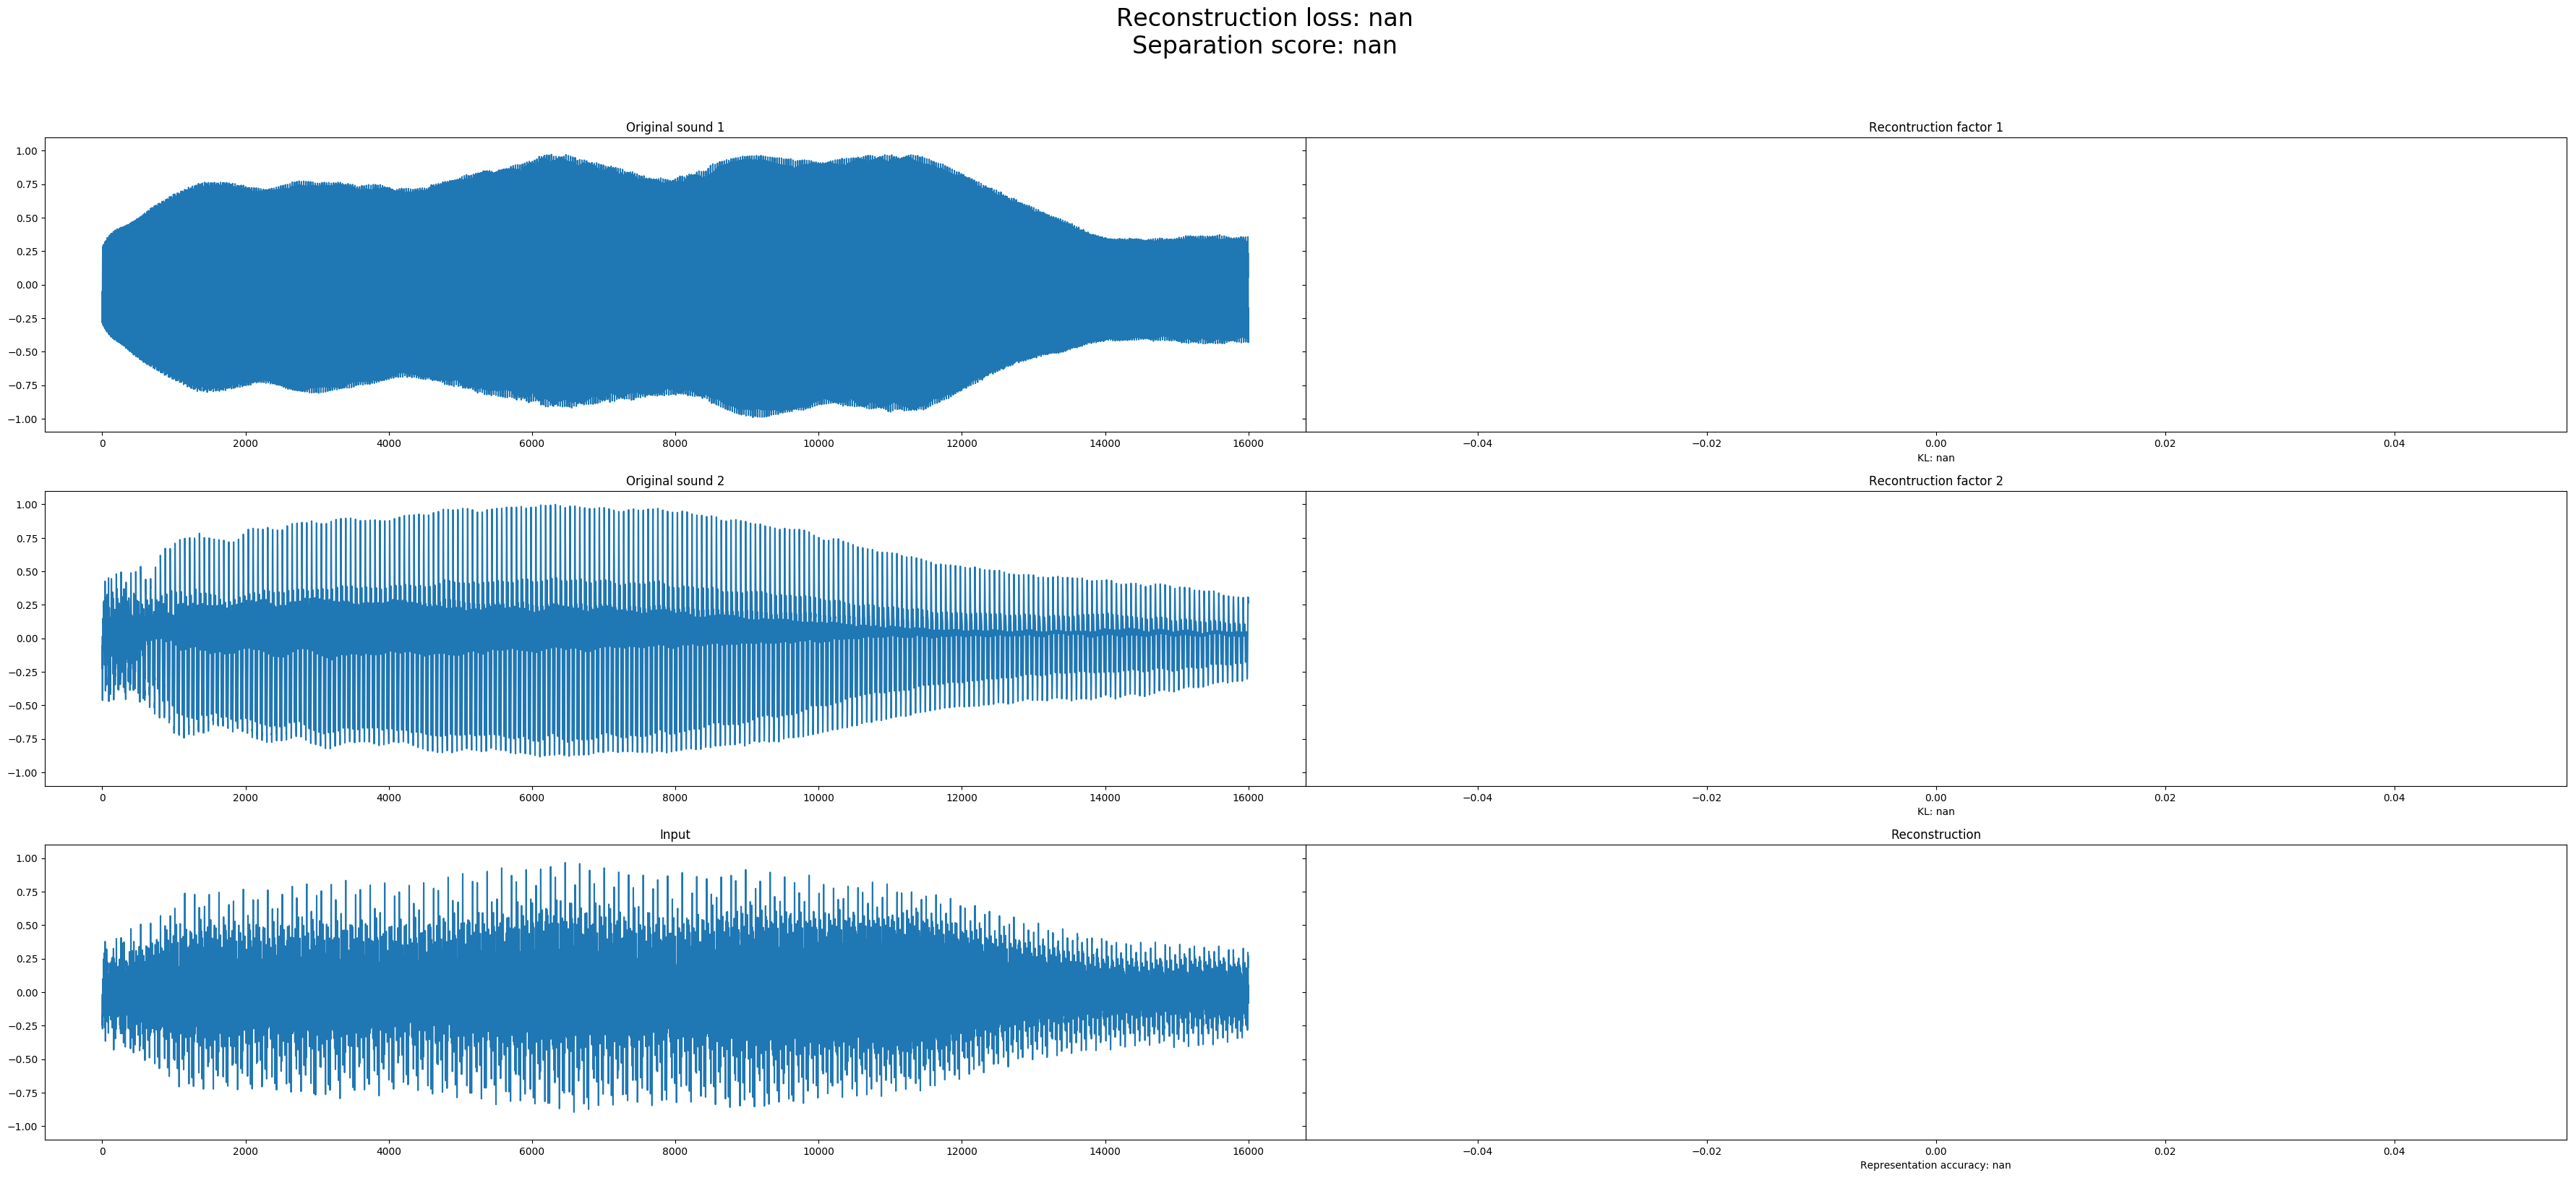 Reconstruction loss: nan
Separation score: nan
Original sound 1
Recontruction factor 1
1.00
0.75
0.50
0.25
0.00
−0.25
−0.50
−0.75
−1.00
0 2000 4000 6000 8000 10000 12000 14000 16000
−0.04 −0.02 0.00 0.02 0.04
KL: nan
Original sound 2
Recontruction factor 2
1.00
0.75
0.50
0.25
0.00
−0.25
−0.50
−0.75
−1.00
0 2000 4000 6000 8000 10000 12000 14000 16000
−0.04 −0.02 0.00 0.02 0.04
KL: nan
Input
Reconstruction
1.00
0.75
0.50
0.25
0.00
−0.25
−0.50
−0.75
−1.00
0 2000 4000 6000 8000 10000 12000 14000 16000
−0.04 −0.02 0.00 0.02 0.04
Representation accuracy: nan